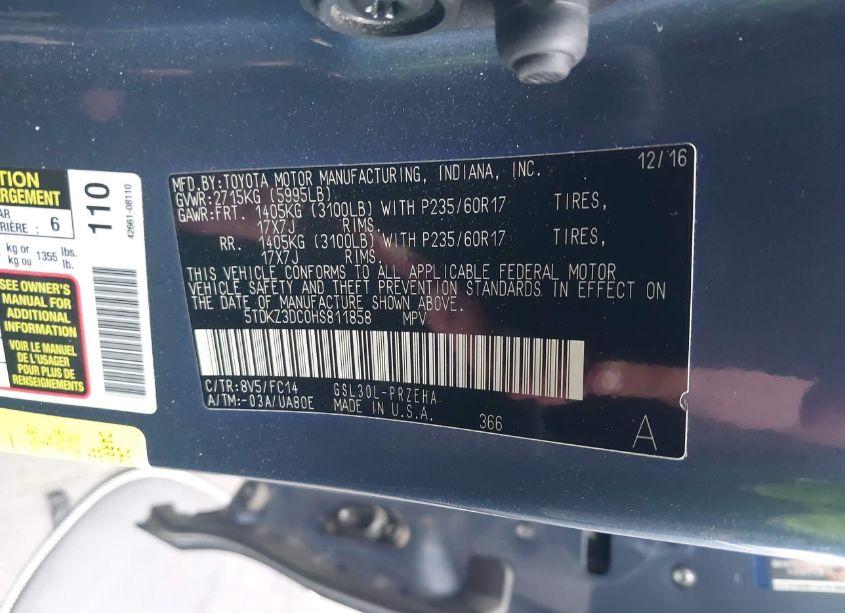 TION
RGEMENT
AR
RIÈRE : 6
kg or 1355 lbs.
kg ou lb.
110
42661-08110
SEE OWNER'S
MANUAL FOR
ADDITIONAL
INFORMATION
VOIR LE MANUEL
DE L'USAGER
POUR PLUS DE
RENSEIGNEMENTS
MFD.BY:TOYOTA MOTOR MANUFACTURING, INDIANA, INC. 12/16
GVWR:2715KG (5995LB)
GAWR:FRT. 1405KG (3100LB) WITH P235/60R17 TIRES,
17X7J RIMS.
RR. 1405KG (3100LB) WITH P235/60R17 TIRES,
17X7J RIMS.
THIS VEHICLE CONFORMS TO ALL APPLICABLE FEDERAL MOTOR
VEHICLE SAFETY AND THEFT PREVENTION STANDARDS IN EFFECT ON
THE DATE OF MANUFACTURE SHOWN ABOVE.
5TDKZ3DC0HS811858 MPV
C/TR:8V5/FC14 GSL30L-PRZEHA
A/TM:-03A/UA80E MADE IN U.S.A.
366
A